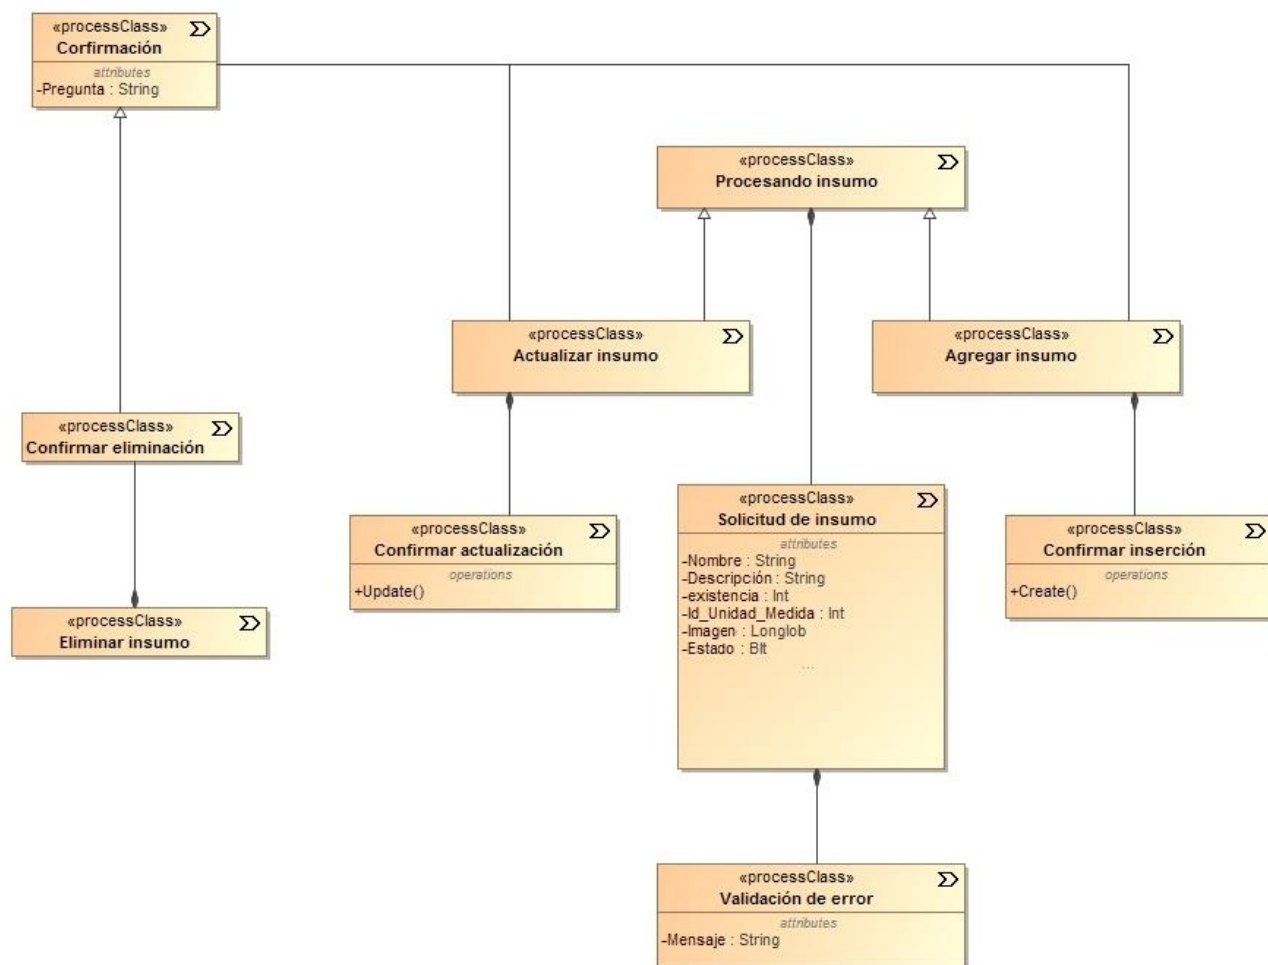 «processClass»
Corfirmación
attributes
-Pregunta : String
«processClass»
Procesando insumo
«processClass»
Actualizar insumo
«processClass»
Agregar insumo
«processClass»
Confirmar eliminación
«processClass»
Confirmar actualización
operations
+Update()
«processClass»
Solicitud de insumo
attributes
-Nombre : String
-Descripción : String
-existencia : Int
-Id_Unidad_Medida : Int
-Imagen : Longlob
-Estado : BIt
...
«processClass»
Confirmar inserción
operations
+Create()
«processClass»
Eliminar insumo
«processClass»
Validación de error
attributes
-Mensaje : String